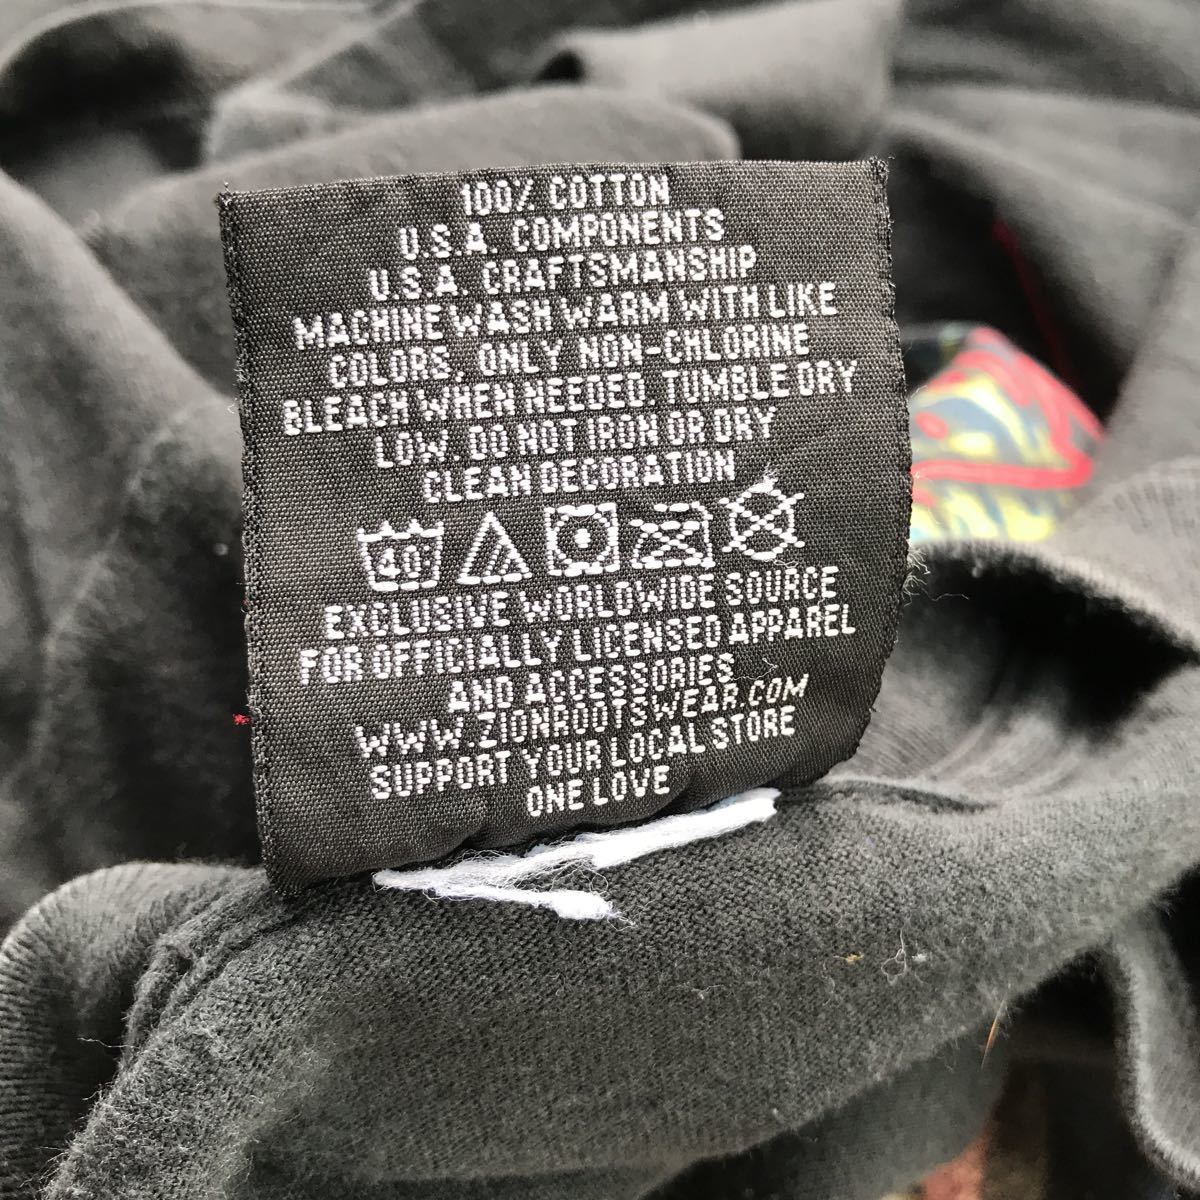 100% COTTON
U.S.A. COMPONENTS
U.S.A. CRAFTSMANSHIP
MACHINE WASH WARM WITH LIKE
COLORS. ONLY NON-CHLORINE
BLEACH WHEN NEEDED. TUMBLE DRY
LOW. DO NOT IRON OR DRY
CLEAN DECORATION
40°
EXCLUSIVE WORLDWIDE SOURCE
FOR OFFICIALLY LICENSED APPAREL
AND ACCESSORIES
WWW.ZIONROOTSWEAR.COM
SUPPORT YOUR LOCAL STORE
ONE LOVE